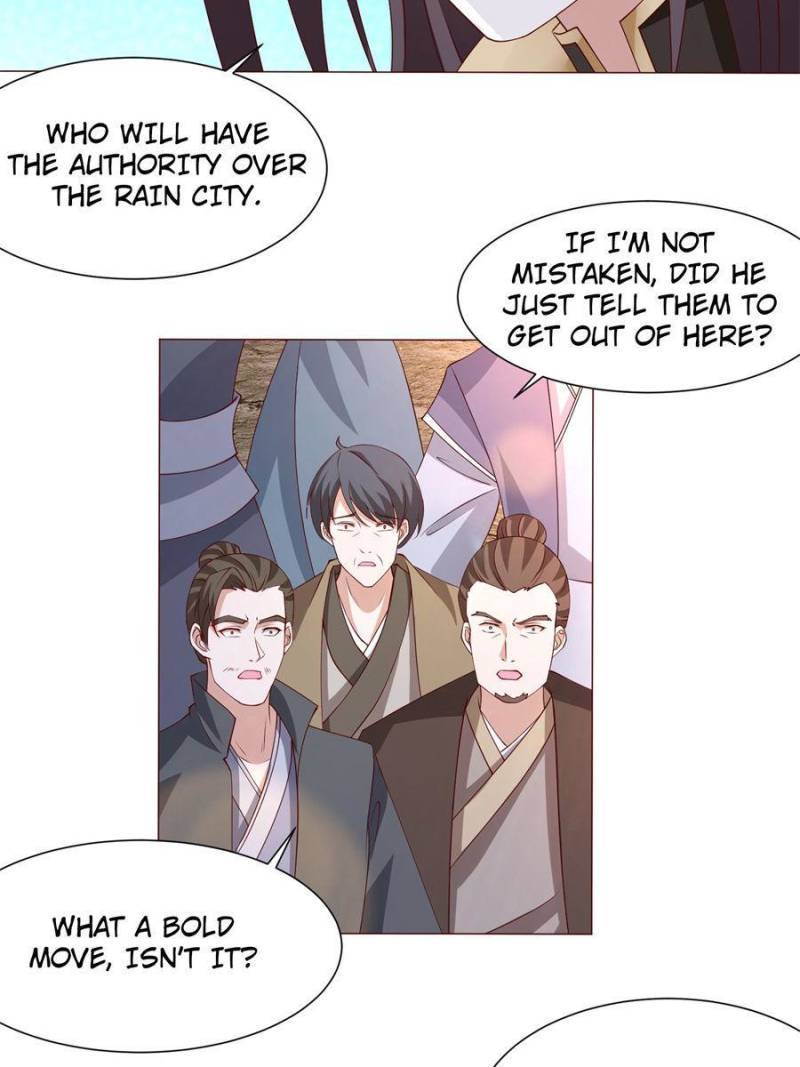 WHO WILL HAVE
THE AUTHORITY OVER
THE RAIN CITY.
IF I'M NOT
MISTAKEN, DID HE
JUST TELL THEM TO
GET OUT OF HERE?
WHAT A BOLD
MOVE, ISN'T IT?